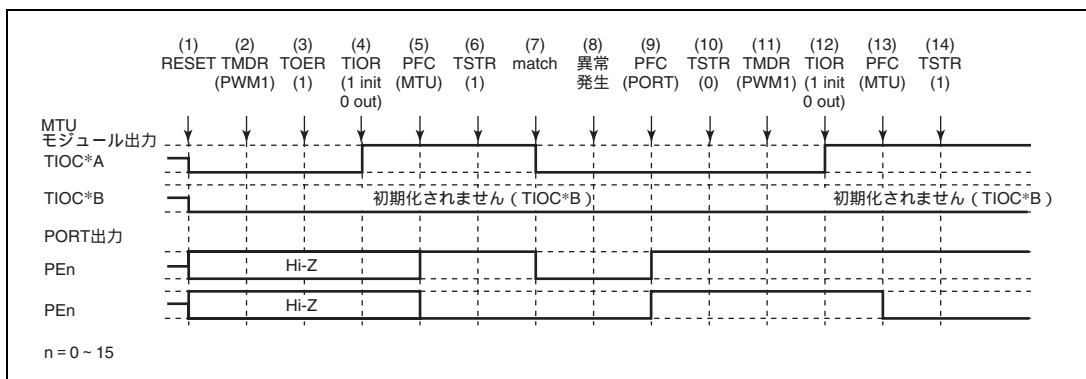 (1) (2) (3) (4) (5) (6) (7) (8) (9) (10) (11) (12) (13) (14)
RESET TMDR TOER TIOR PFC TSTR match 異常 PFC TSTR TMDR TIOR PFC TSTR
(PWM1) (1) (1 init (MTU) (1) 発生 (PORT) (0) (PWM1) (1 init (MTU) (1)
0 out) 0 out)
MTU
モジュール出力
TIOC*A
TIOC*B 初期化されません(TIOC*B) 初期化されません(TIOC*B)
PORT出力
PEn Hi-Z
PEn Hi-Z
n = 0 ~ 15